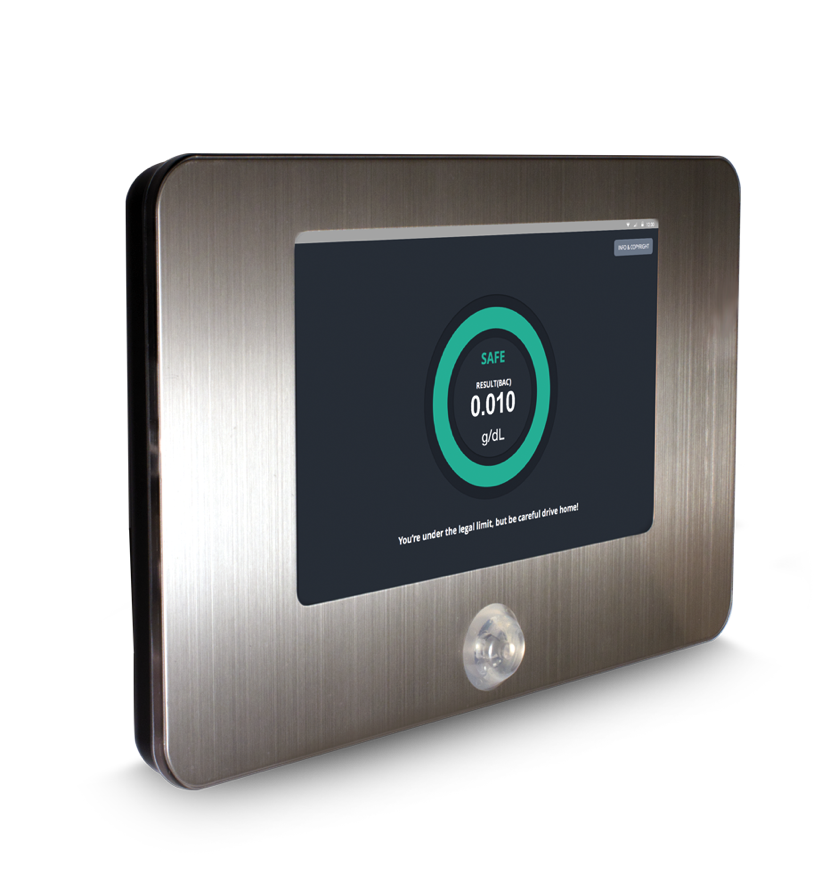 INFO & COPYRIGHT
SAFE
RESULT(BAC)
0.010
g/dL
You're under the legal limit, but be careful drive home!